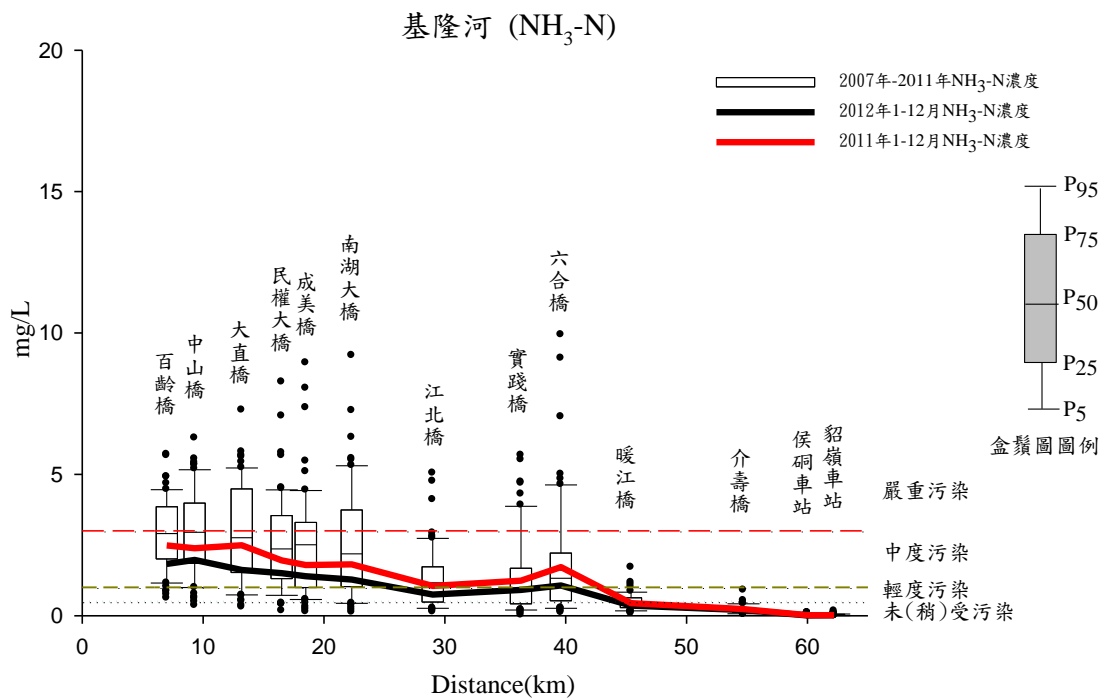 基隆河 (NH3-N)
20
15
10
5
0
mg/L
2007年-2011年NH3-N濃度
2012年1-12月NH3-N濃度
2011年1-12月NH3-N濃度
P95
P75
P50
P25
P5
盒鬚圖圖例
百齡橋
中山橋
大直橋
民權大橋
成美橋
南湖大橋
江北橋
實踐橋
六合橋
暖江橋
介壽橋
侯硐車站
貂嶺車站
嚴重污染
中度污染
輕度污染
未(稍)受污染
0
10
20
30
40
50
60
Distance(km)